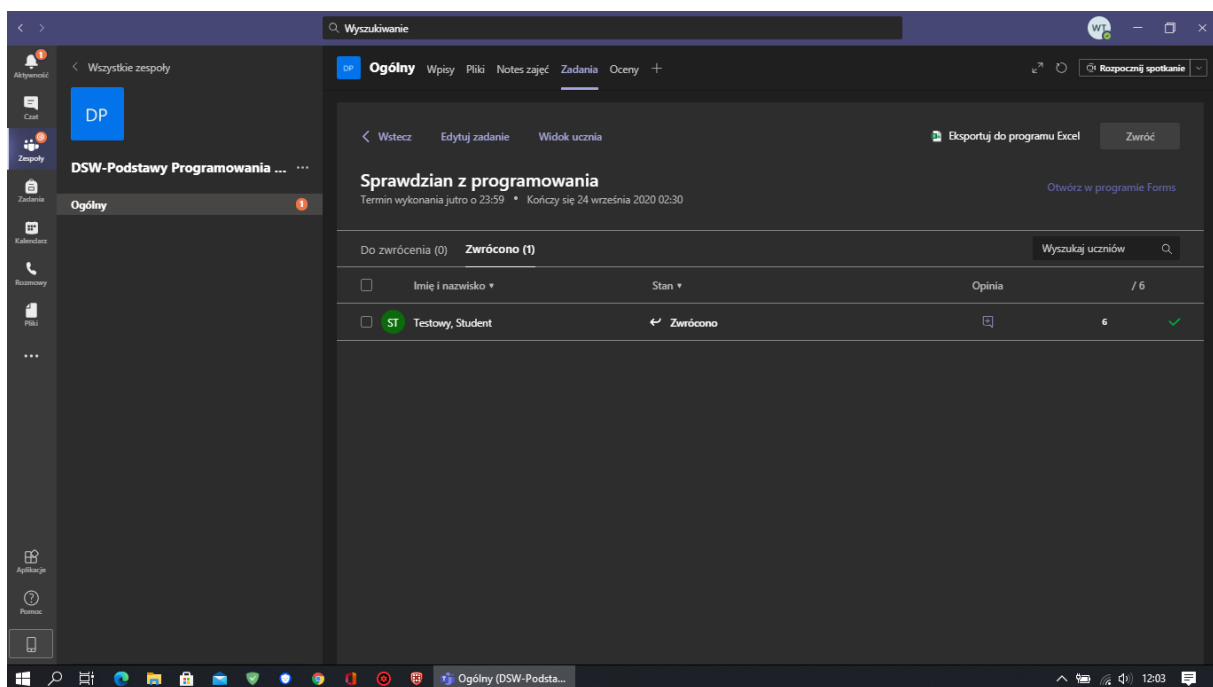 Wyszukiwanie
WT
1
Aktywność
Czat
Zespoły
Zadania
Kalendarz
Rozmowy
Pliki
Aplikacje
Pomoc
Wszystkie zespoły
DP
DSW-Podstawy Programowania ...
Ogólny 1
DP Ogólny Wpisy Pliki Notes zajęć Zadania Oceny
Rozpocznij spotkanie
Wstecz Edytuj zadanie Widok ucznia Eksportuj do programu Excel Zwróć
Sprawdzian z programowania
Termin wykonania jutro o 23:59 • Kończy się 24 września 2020 02:30
Otwórz w programie Forms
Do zwrócenia (0) Zwrócono (1) Wyszukaj uczniów
Imię i nazwisko Stan Opinia / 6
ST Testowy, Student Zwrócono 6
Ogólny (DSW-Podsta... 12:03